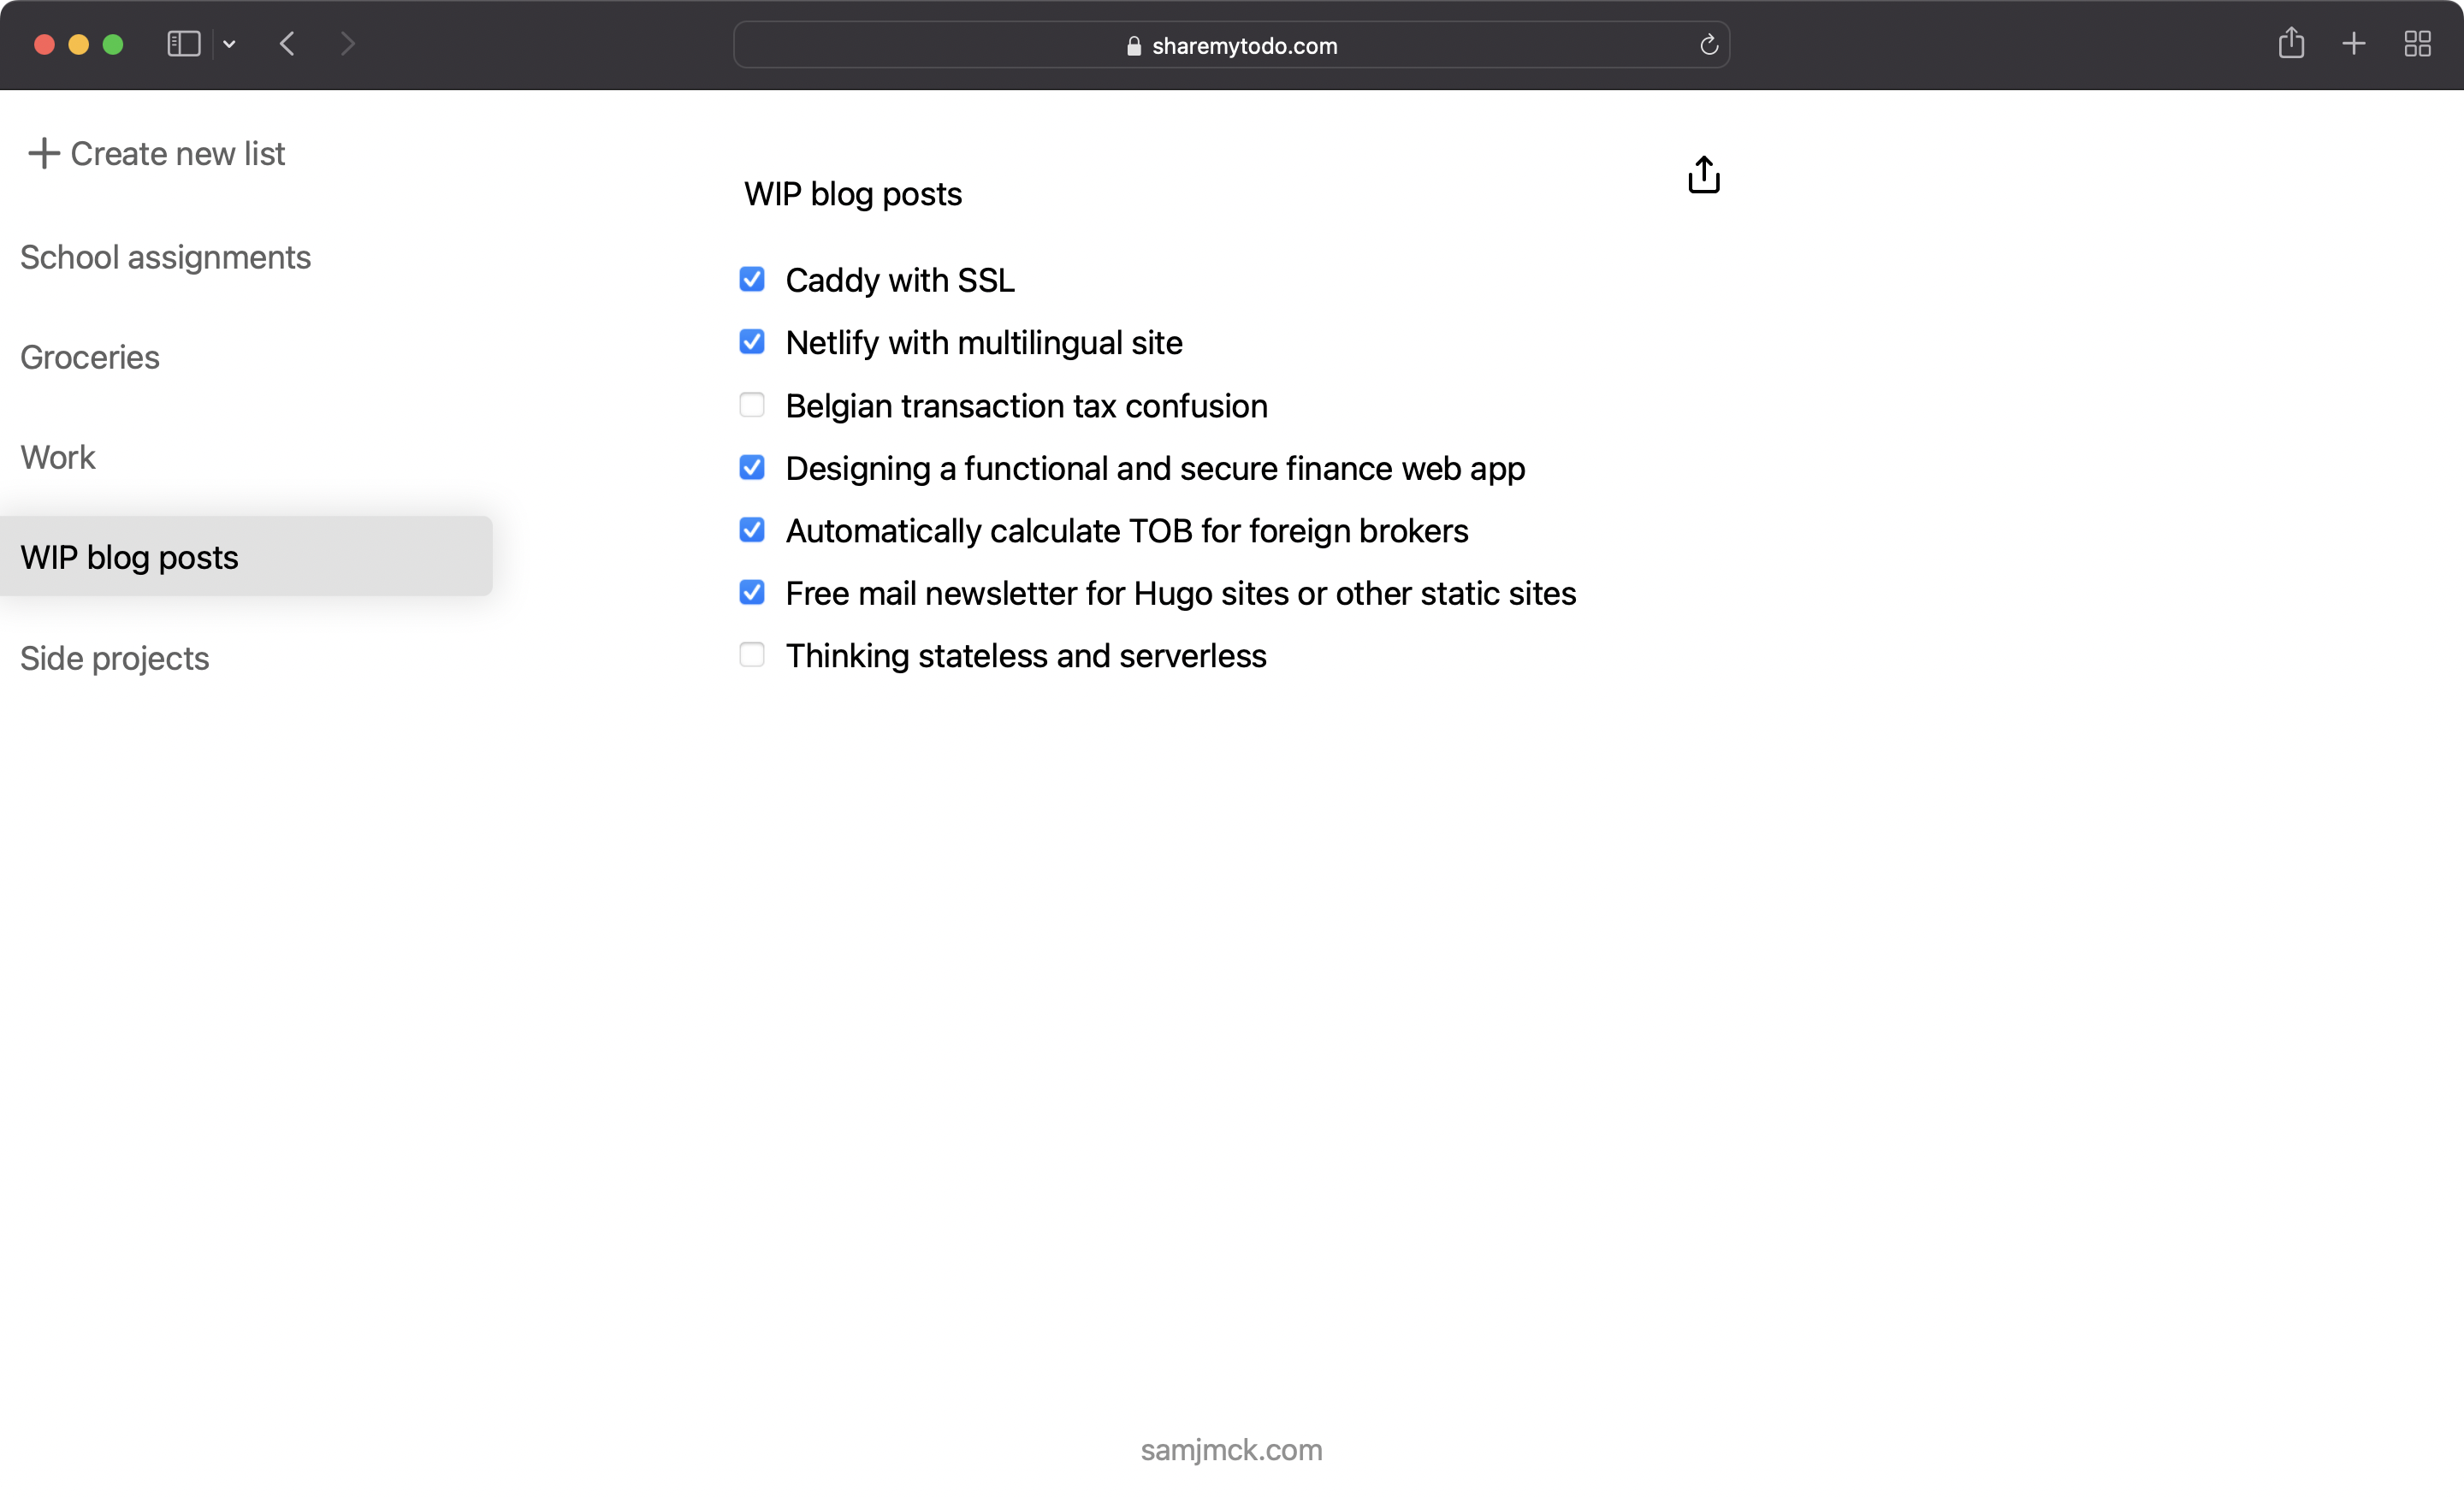 sharemytodo.com
Create new list
School assignments
Groceries
Work
WIP blog posts
Side projects
WIP blog posts
Caddy with SSL
Netlify with multilingual site
Belgian transaction tax confusion
Designing a functional and secure finance web app
Automatically calculate TOB for foreign brokers
Free mail newsletter for Hugo sites or other static sites
Thinking stateless and serverless
samjmck.com